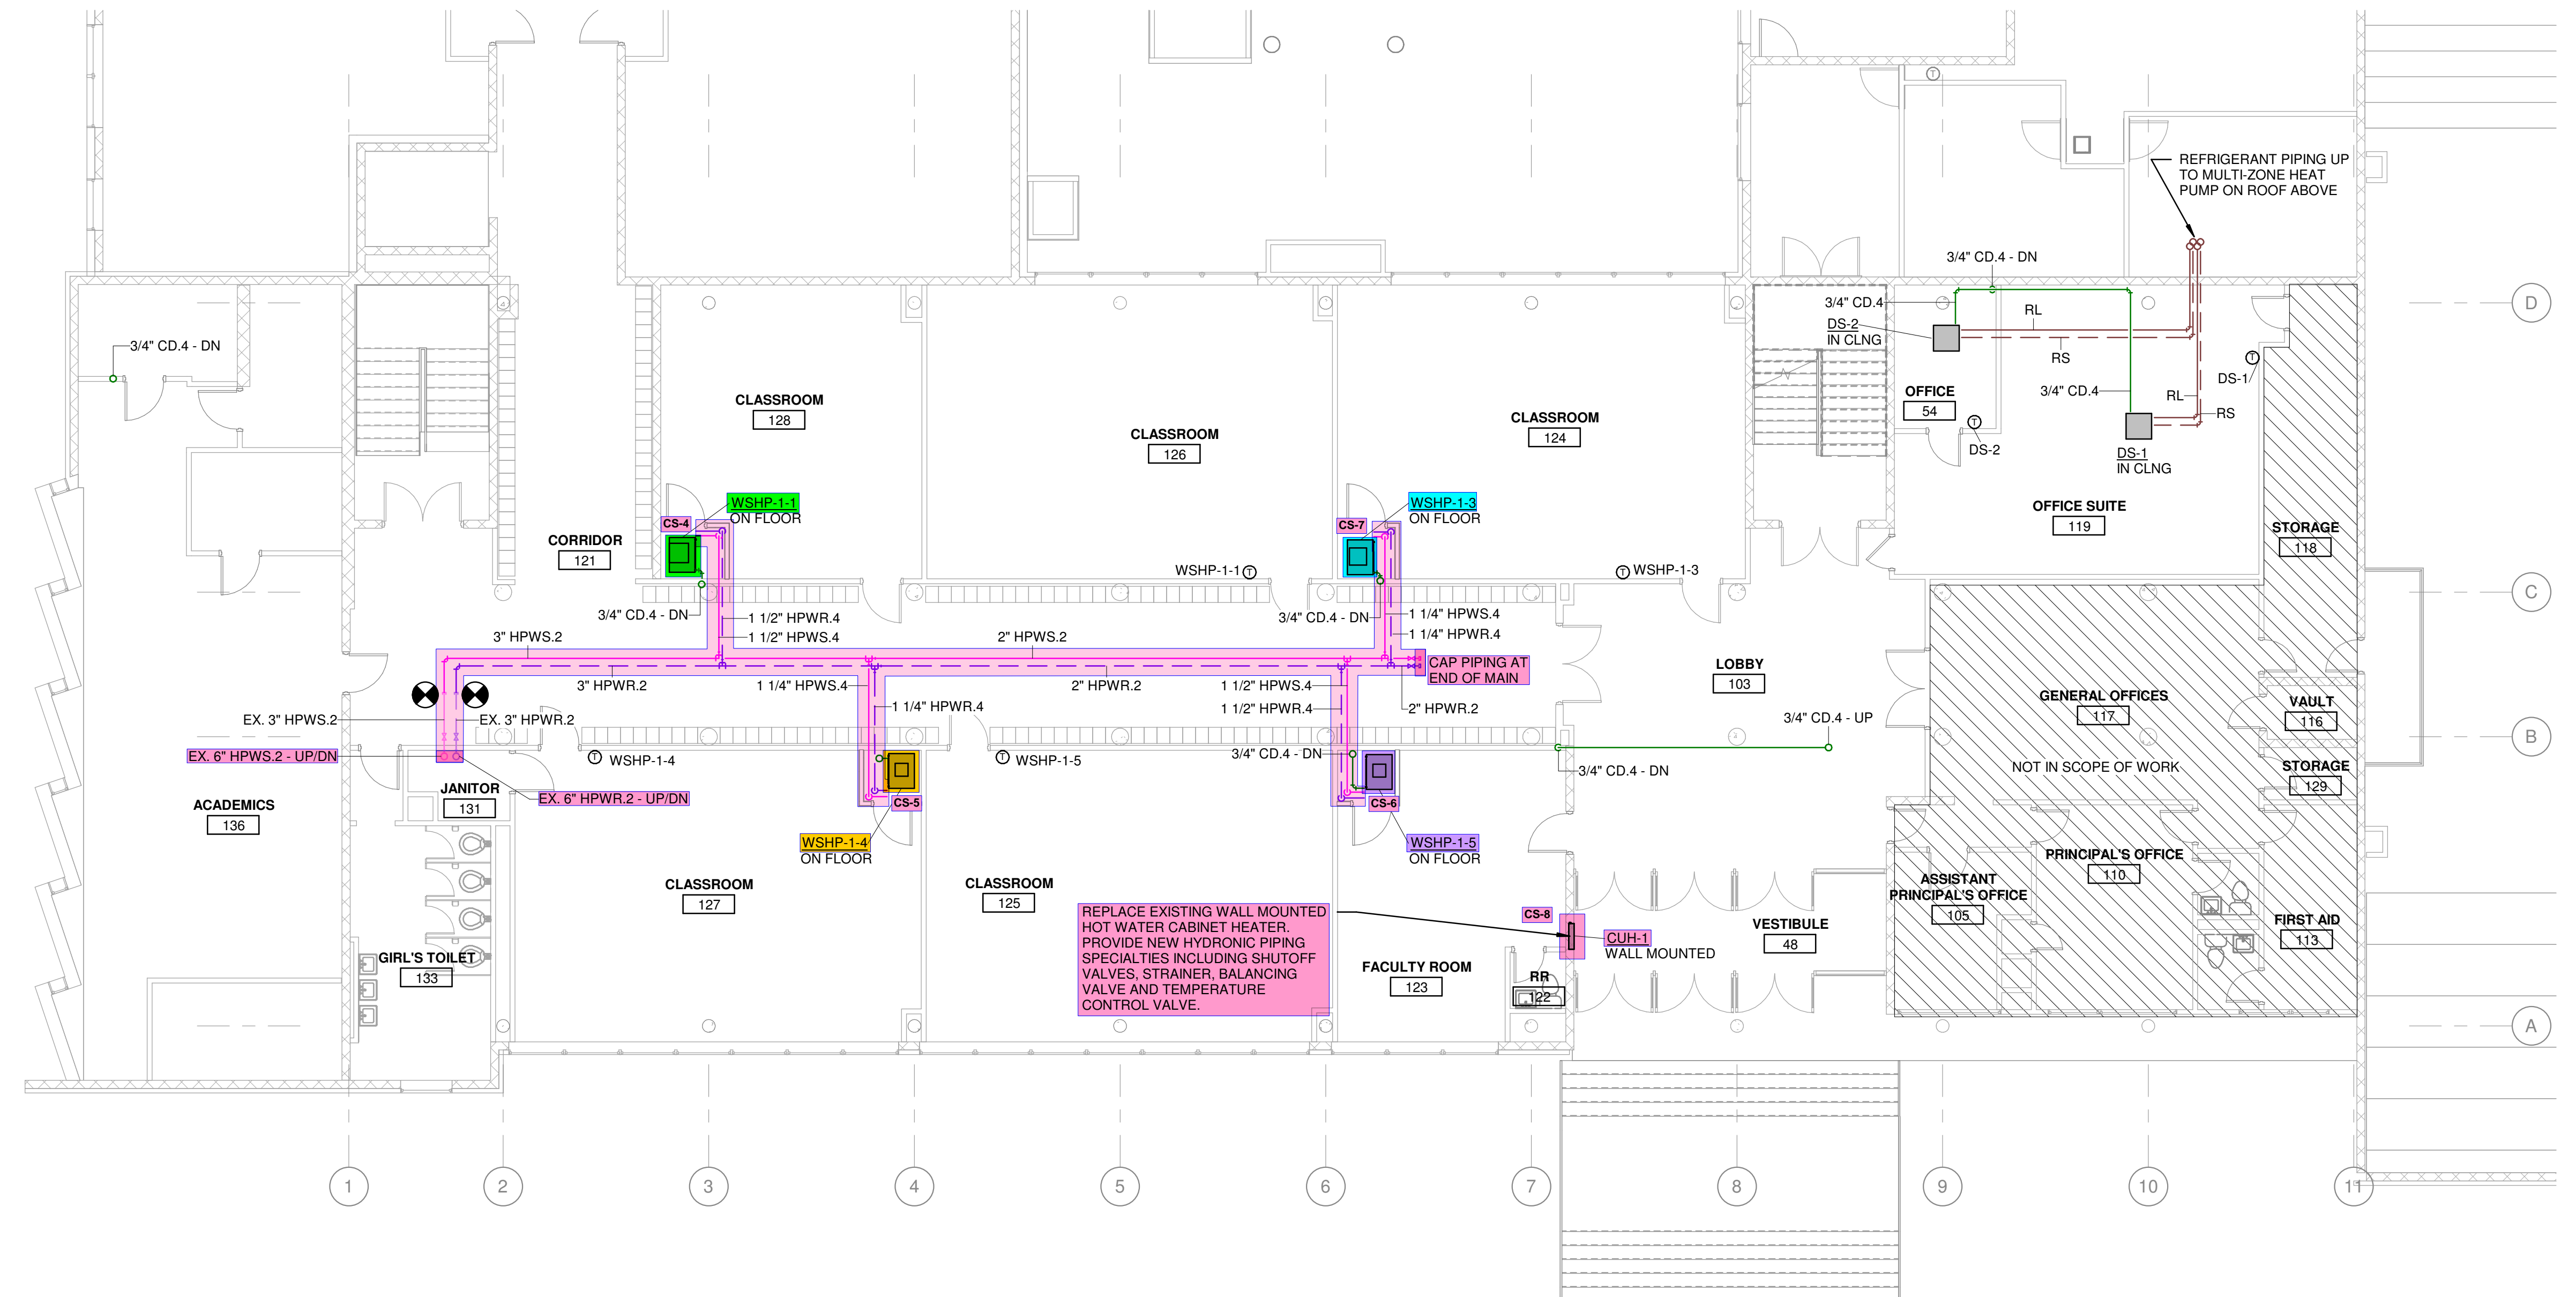 T
REFRIGERANT PIPING UP
TO MULTI-ZONE HEAT
PUMP ON ROOF ABOVE
3/4" CD.4 - DN
3/4" CD.4
DS-2
IN CLNG
RL
RS
D
3/4" CD.4 - DN
T
DS-1
3/4" CD.4
RL
RS
OFFICE
54
T
DS-2
DS-1
IN CLNG
CLASSROOM
128
CLASSROOM
126
CLASSROOM
124
OFFICE SUITE
119
STORAGE
118
CS-4
WSHP-1-1
ON FLOOR
CS-7
WSHP-1-3
ON FLOOR
CORRIDOR
121
WSHP-1-1
T
T
WSHP-1-3
C
3/4" CD.4 - DN
1 1/2" HPWR.4
1 1/2" HPWS.4
3/4" CD.4 - DN
1 1/4" HPWS.4
1 1/4" HPWR.4
3" HPWS.2
2" HPWS.2
CAP PIPING AT
END OF MAIN
LOBBY
103
3" HPWR.2
1 1/4" HPWS.4
2" HPWR.2
1 1/2" HPWS.4
1 1/4" HPWR.4
1 1/2" HPWR.4
2" HPWR.2
GENERAL OFFICES
117
VAULT
116
EX. 3" HPWS.2
EX. 3" HPWR.2
3/4" CD.4 - UP
B
EX. 6" HPWS.2 - UP/DN
T
WSHP-1-4
T
WSHP-1-5
3/4" CD.4 - DN
3/4" CD.4 - DN
NOT IN SCOPE OF WORK
STORAGE
129
JANITOR
131
EX. 6" HPWR.2 - UP/DN
ACADEMICS
136
CS-5
CS-6
WSHP-1-4
ON FLOOR
WSHP-1-5
ON FLOOR
PRINCIPAL'S OFFICE
110
CLASSROOM
127
CLASSROOM
125
ASSISTANT
PRINCIPAL'S OFFICE
105
REPLACE EXISTING WALL MOUNTED
HOT WATER CABINET HEATER.
PROVIDE NEW HYDRONIC PIPING
SPECIALTIES INCLUDING SHUTOFF
VALVES, STRAINER, BALANCING
VALVE AND TEMPERATURE
CONTROL VALVE.
CS-8
CUH-1
WALL MOUNTED
VESTIBULE
48
FIRST AID
113
GIRL'S TOILET
133
FACULTY ROOM
123
RR
122
A
1
2
3
4
5
6
7
8
9
10
11